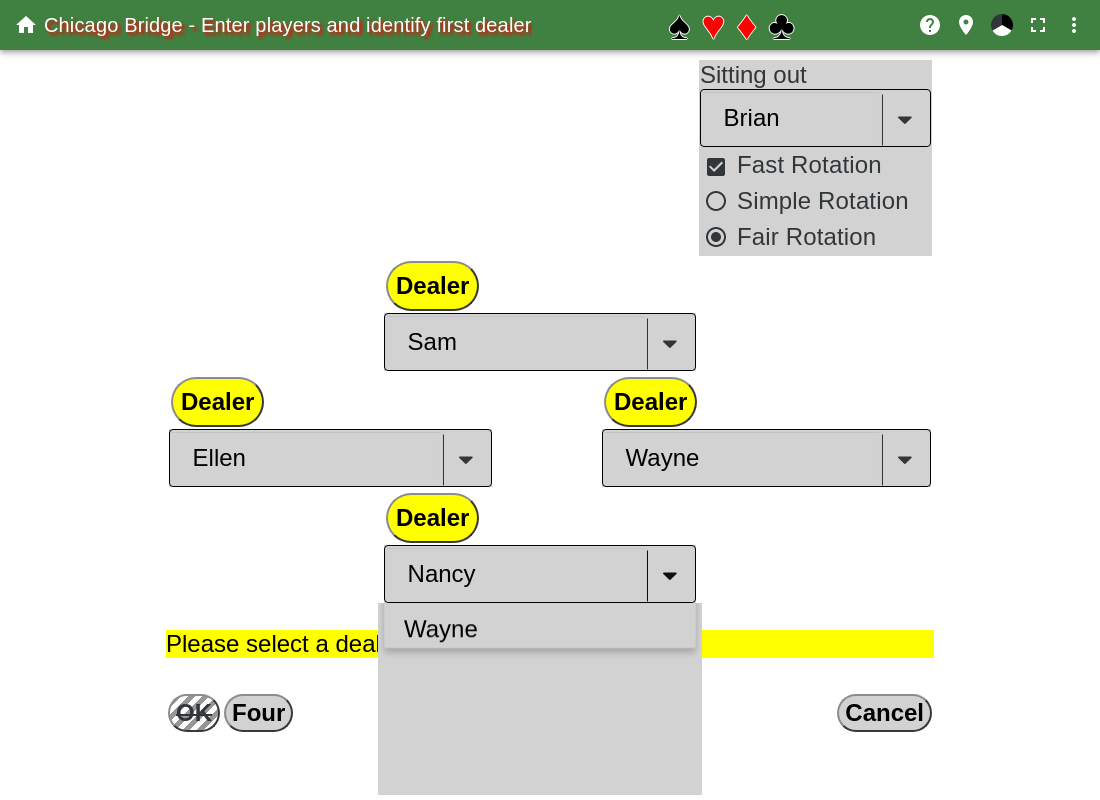 Chicago Bridge - Enter players and identify first dealer
Sitting out
Brian
Fast Rotation
Simple Rotation
Fair Rotation
Dealer
Sam
Dealer
Dealer
Ellen
Wayne
Dealer
Nancy
Wayne
Please select a deal
OK
Four
Cancel